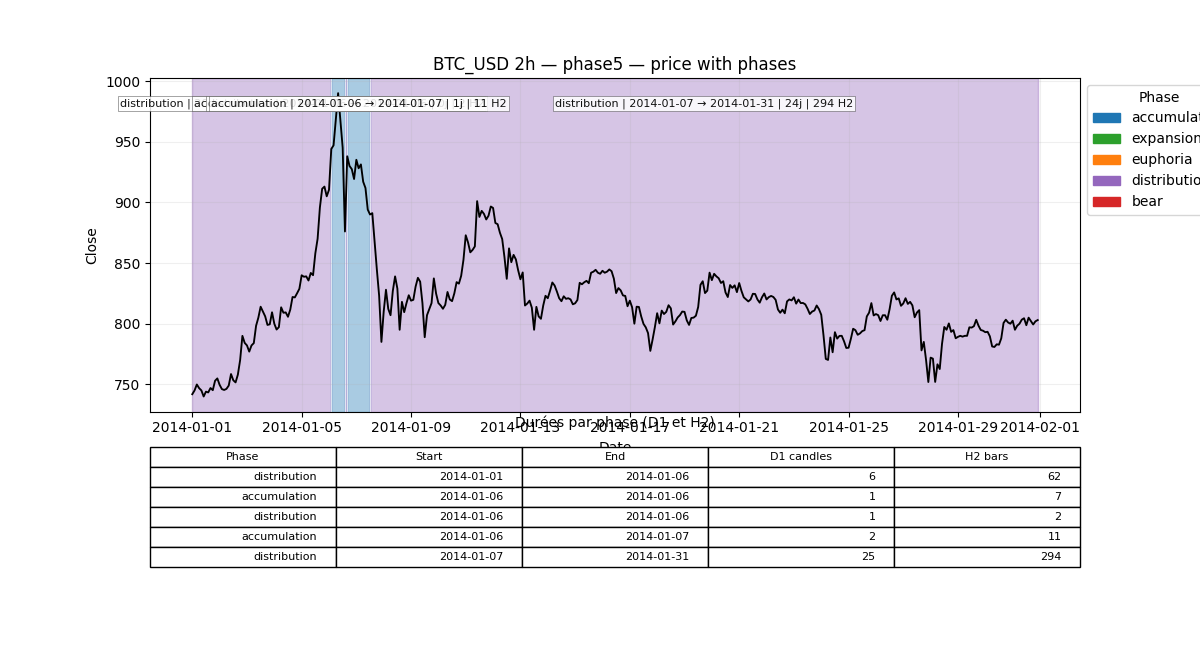 BTC_USD 2h — phase5 — price with phases
1000
950
900
850
800
750
Close
distribution | ac
accumulation | 2014-01-06 → 2014-01-07 | 1j | 11 H2
distribution | 2014-01-07 → 2014-01-31 | 24j | 294 H2
Phase
accumulat
expansion
euphoria
distributio
bear
2014-01-01 2014-01-05 2014-01-09 2014-01-13 2014-01-17 2014-01-21 2014-01-25 2014-01-29 2014-02-01
Durées par phase (D1 et H2)
Date
Phase Start End D1 candles H2 bars
distribution 2014-01-01 2014-01-06 6 62
accumulation 2014-01-06 2014-01-06 1 7
distribution 2014-01-06 2014-01-06 1 2
accumulation 2014-01-06 2014-01-07 2 11
distribution 2014-01-07 2014-01-31 25 294